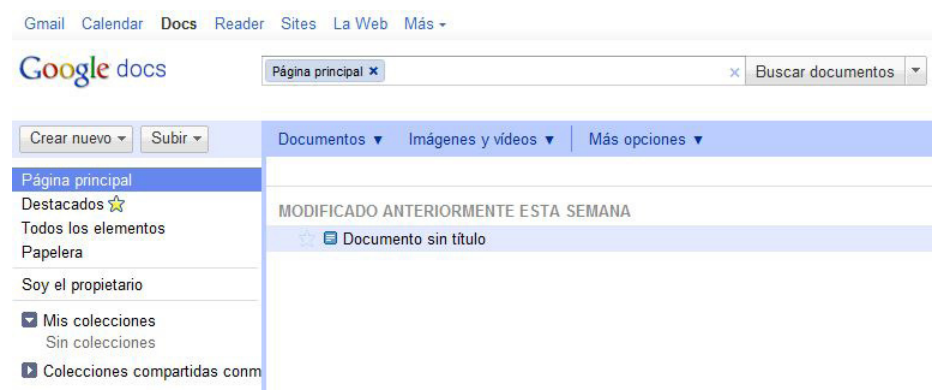 Gmail Calendar Docs Reader Sites La Web Más
Google docs
Página principal
Buscar documentos
Crear nuevo Subir
Documentos Imágenes y vídeos Más opciones
Página principal
Destacados
Todos los elementos
Papelera
Soy el propietario
Mis colecciones
Sin colecciones
Colecciones compartidas conm
MODIFICADO ANTERIORMENTE ESTA SEMANA
Documento sin título